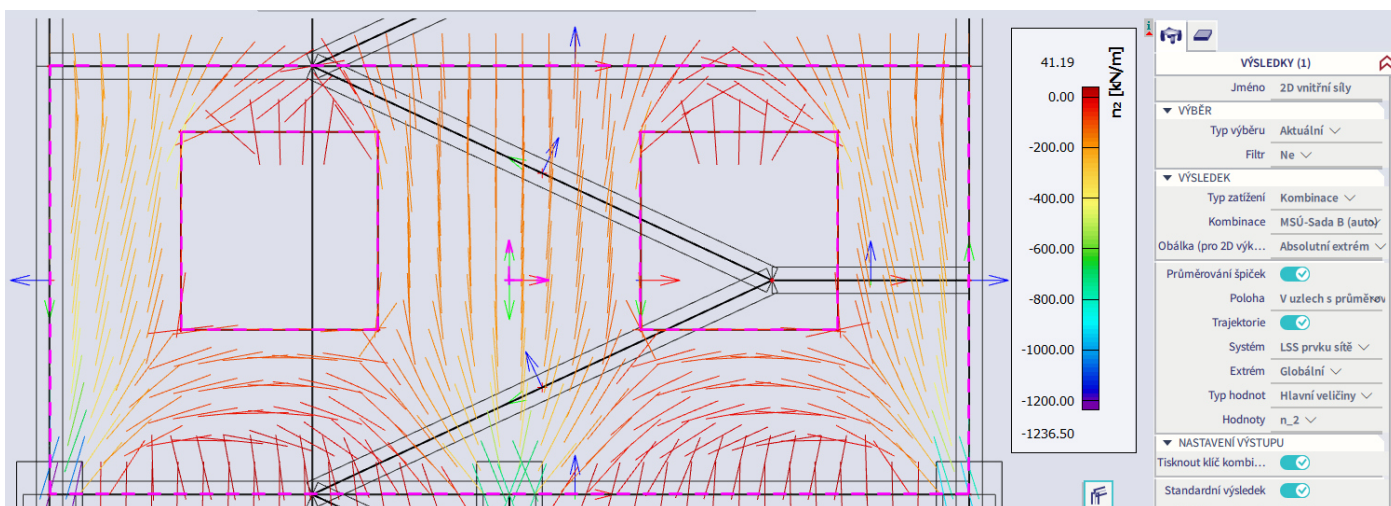 41.19
0.00
-200.00
-400.00
-600.00
-800.00
-1000.00
-1200.00
-1236.50
n2 [kN/m]
VÝSLEDKY (1)
Jméno 2D vnitřní síly
VÝBĚR
Typ výběru Aktuální
Filtr Ne
VÝSLEDEK
Typ zatížení Kombinace
Kombinace MSÚ-Sada B (auto)
Obálka (pro 2D výk... Absolutní extrém
Průměrování špiček
Poloha V uzlech s průměrov
Trajektorie
Systém LSS prvku sítě
Extrém Globální
Typ hodnot Hlavní veličiny
Hodnoty n_2
NASTAVENÍ VÝSTUPU
Tisknout klíč kombi...
Standardní výsledek